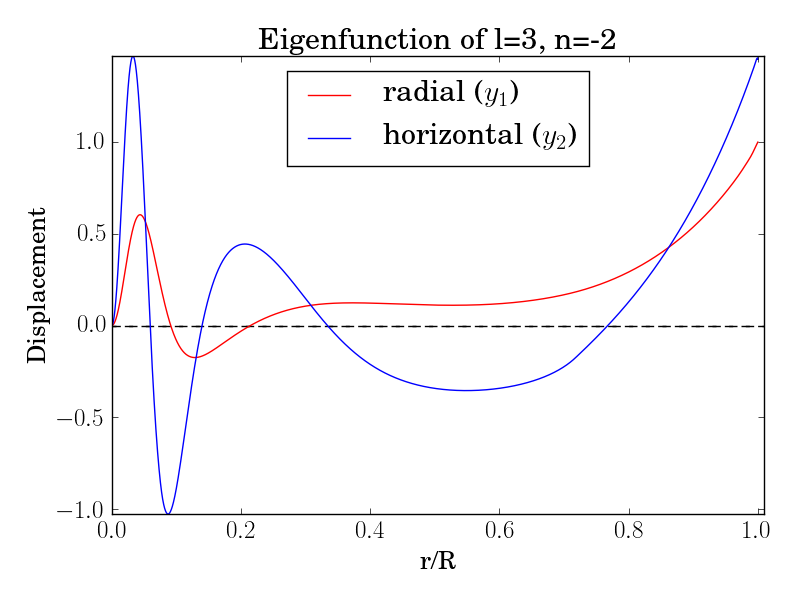 Eigenfunction of l=3, n=-2
radial (y₁)
horizontal (y₂)
Displacement
1.0
0.5
0.0
−0.5
−1.0
0.0 0.2 0.4 0.6 0.8 1.0
r/R